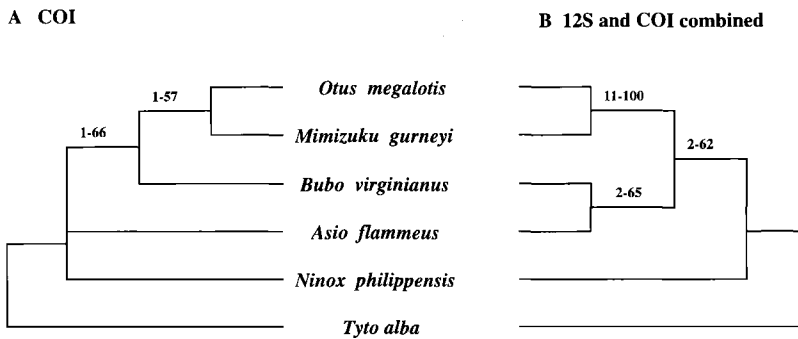 A COI
B 12S and COI combined
Otus megalotis
1-57
11-100
Mimizuku gurneyi
1-66
2-62
Bubo virginianus
2-65
Asio flammeus
Ninox philippensis
Tyto alba